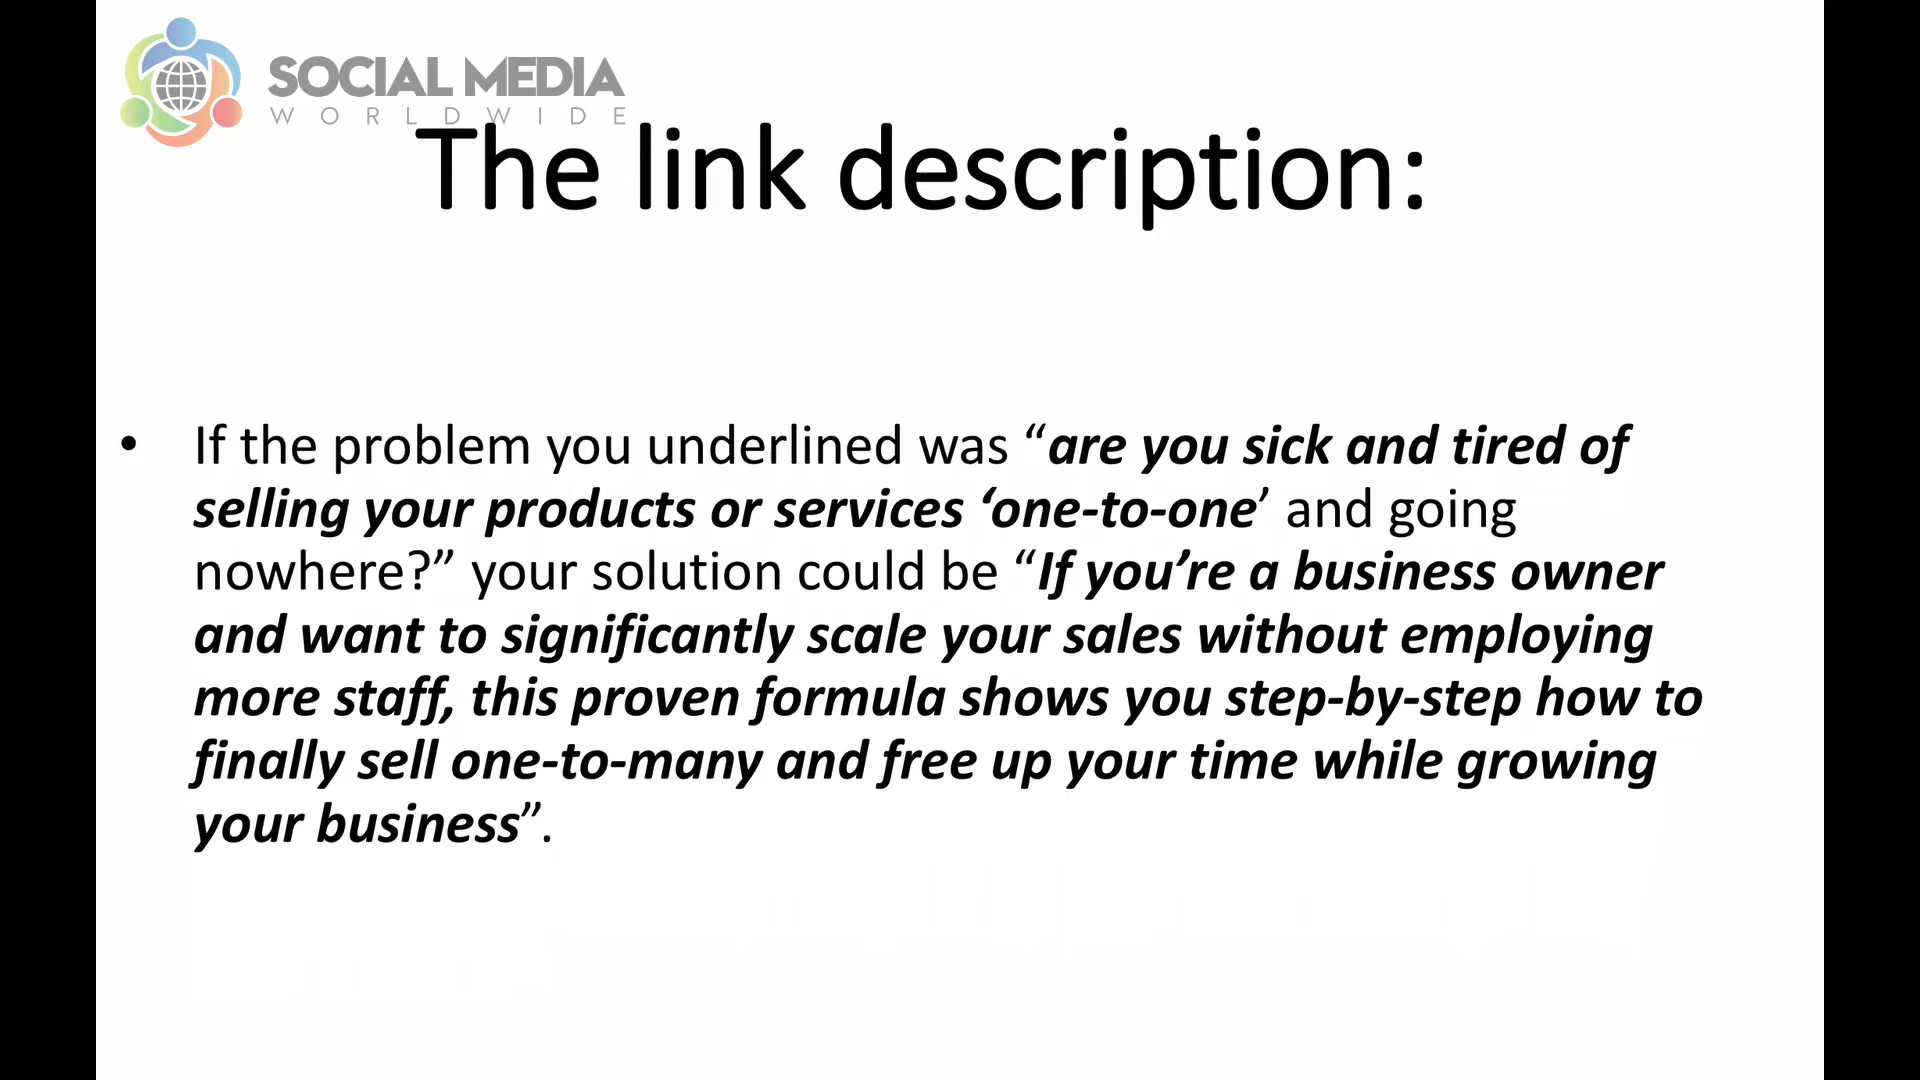 SOCIAL MEDIA
WORLDWIDE
The link description:
• If the problem you underlined was “are you sick and tired of
selling your products or services ‘one-to-one’ and going
nowhere?” your solution could be “If you’re a business owner
and want to significantly scale your sales without employing
more staff, this proven formula shows you step-by-step how to
finally sell one-to-many and free up your time while growing
your business”.